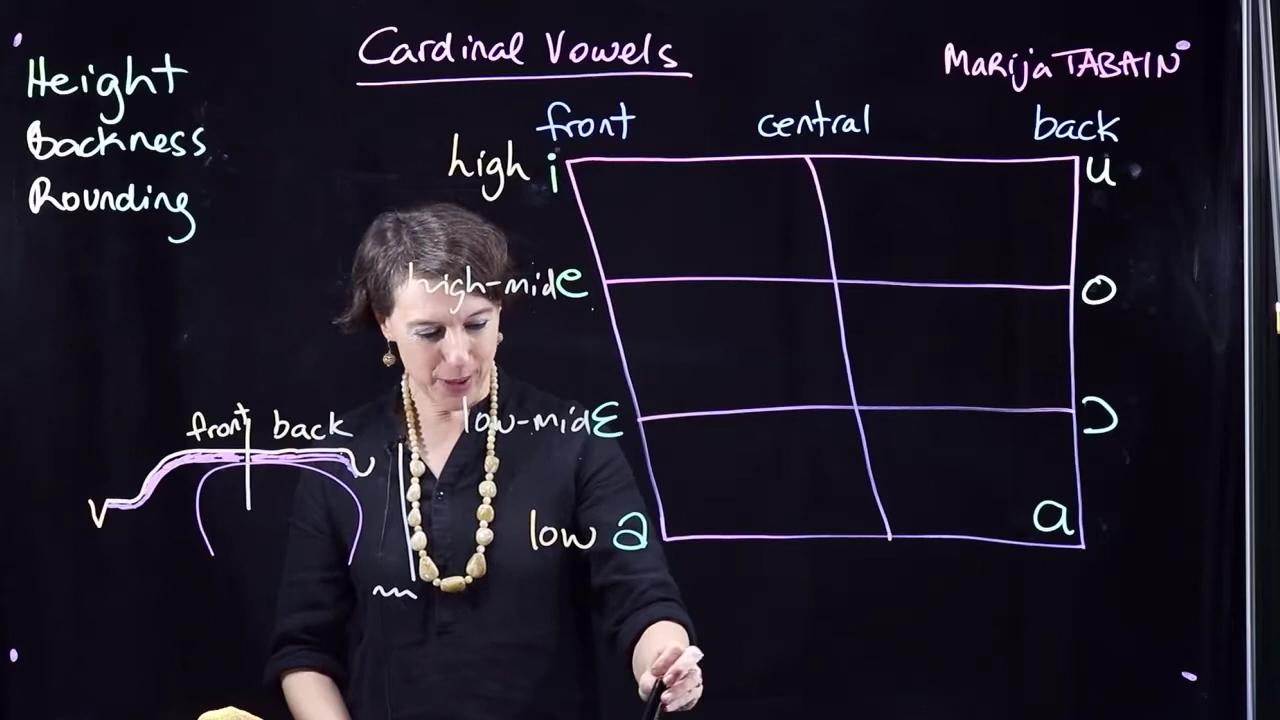 Cardinal Vowels
Marija TABAIN
Height
Backness
Rounding
front central back
high i u
high-mid e o
low-mid ɛ ɔ
low a ɑ
front back